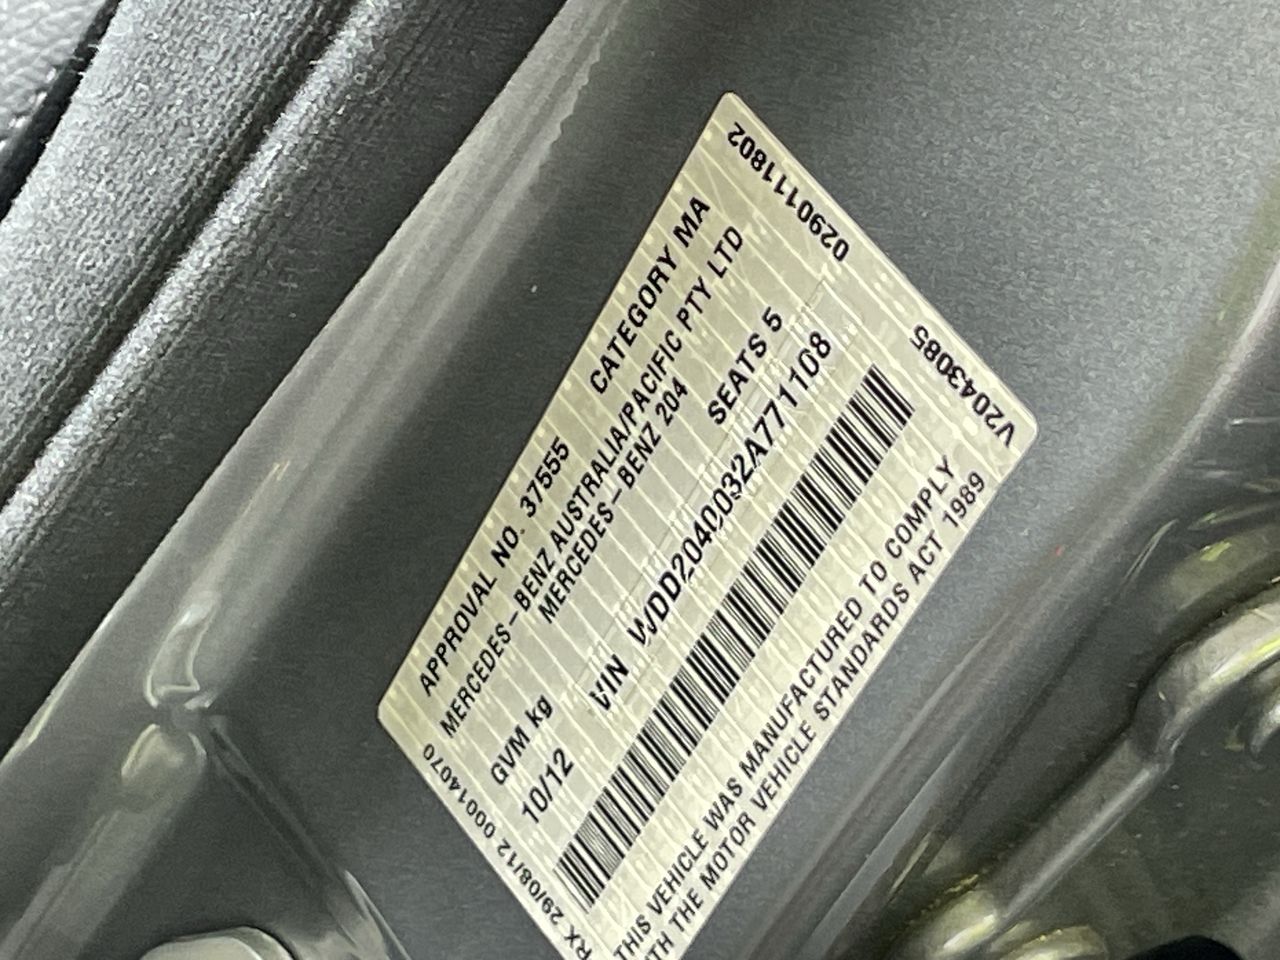 APPROVAL NO. 37555 CATEGORY MA
MERCEDES-BENZ AUSTRALIA/PACIFIC PTY LTD
MERCEDES-BENZ 204
GVM kg SEATS 5
10/12 VIN WDD2040032A771108
THIS VEHICLE WAS MANUFACTURED TO COMPLY
TH THE MOTOR VEHICLE STANDARDS ACT 1989
RX 29/08/12 00014070
0290111802
V2043085